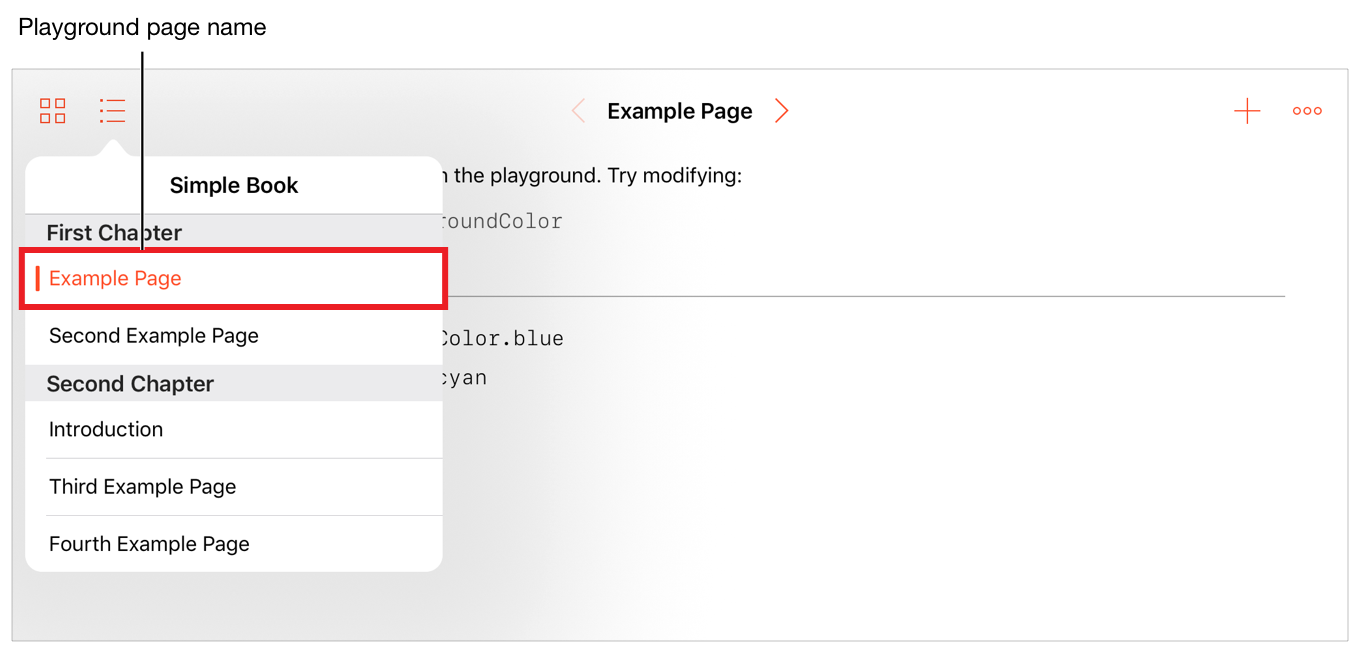 Playground page name
Example Page
Simple Book
the playground. Try modifying:
First Chapter
roundColor
Example Page
Second Example Page
Color.blue
Second Chapter
cyan
Introduction
Third Example Page
Fourth Example Page